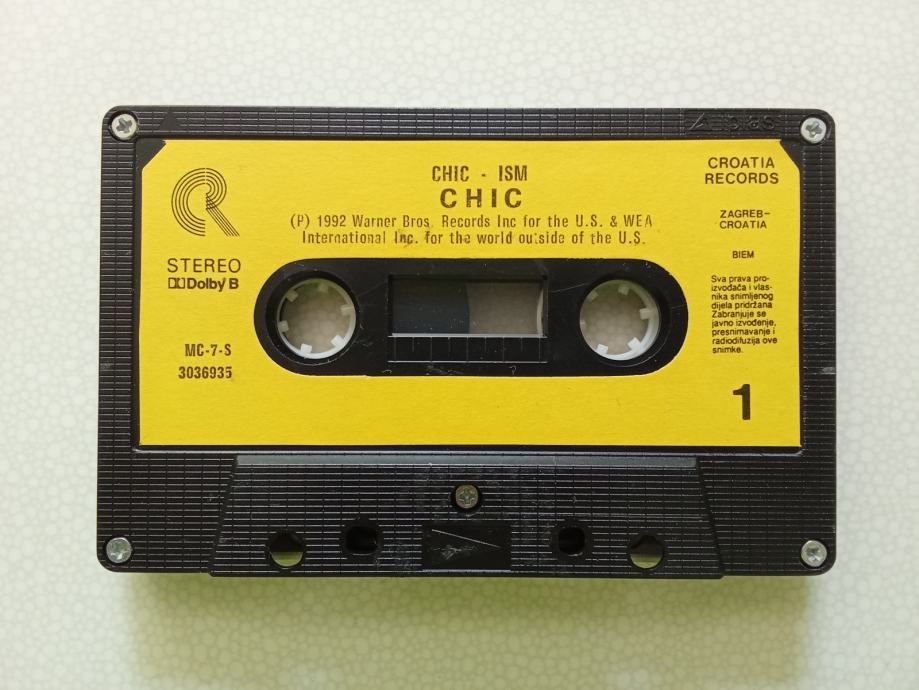 CHIC - ISM
CHIC
(P) 1992 Warner Bros. Records Inc for the U.S. & WEA
International Inc. for the world outside of the U.S.
STEREO
Dolby B
MC-7-S
3036935
CROATIA
RECORDS
ZAGREB-
CROATIA
BIEM
Sva prava pro-
izvođača i vlas-
nika snimljenog
dijela pridržana
Zabranjuje se
javno izvođenje,
presnimavanje i
radiodifuzija ove
snimke.
1